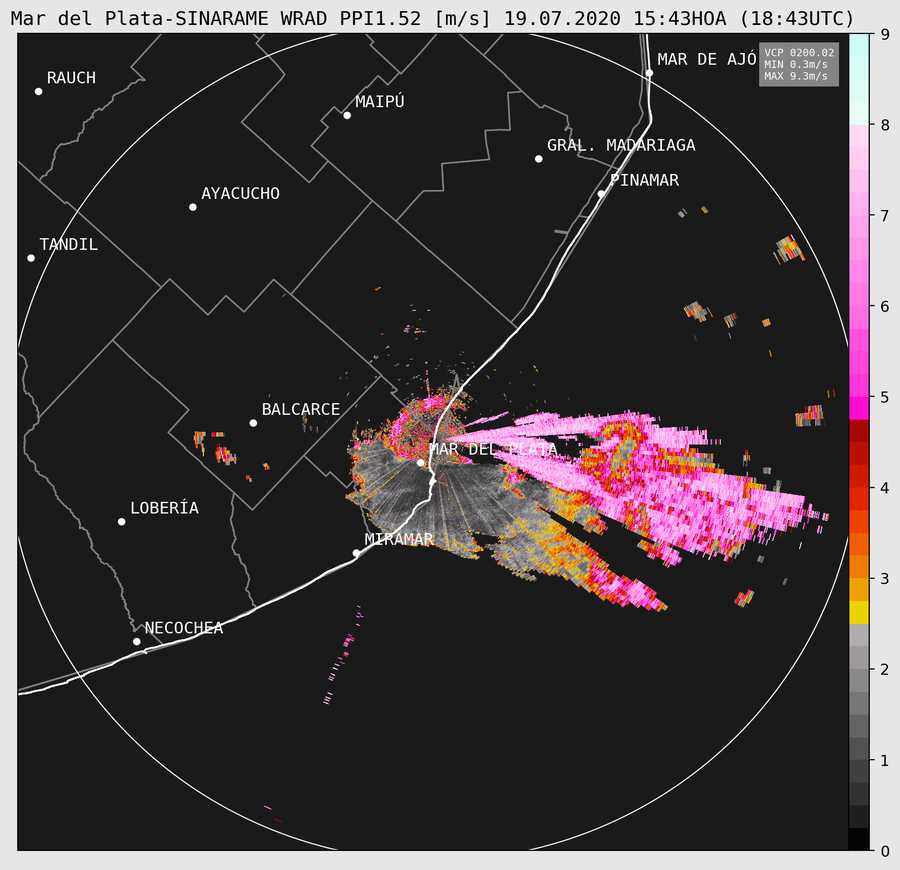 Mar del Plata-SINARAME WRAD PPI1.52 [m/s] 19.07.2020 15:43HOA (18:43UTC)
VCP 0200.02
MIN 0.3m/s
MAX 9.3m/s
MAR DE AJÓ
RAUCH
MAIPÚ
GRAL. MADARIAGA
PINAMAR
AYACUCHO
TANDIL
BALCARCE
MAR DEL PLATA
LOBERÍA
MIRAMAR
NECOCHEA
9
8
7
6
5
4
3
2
1
0